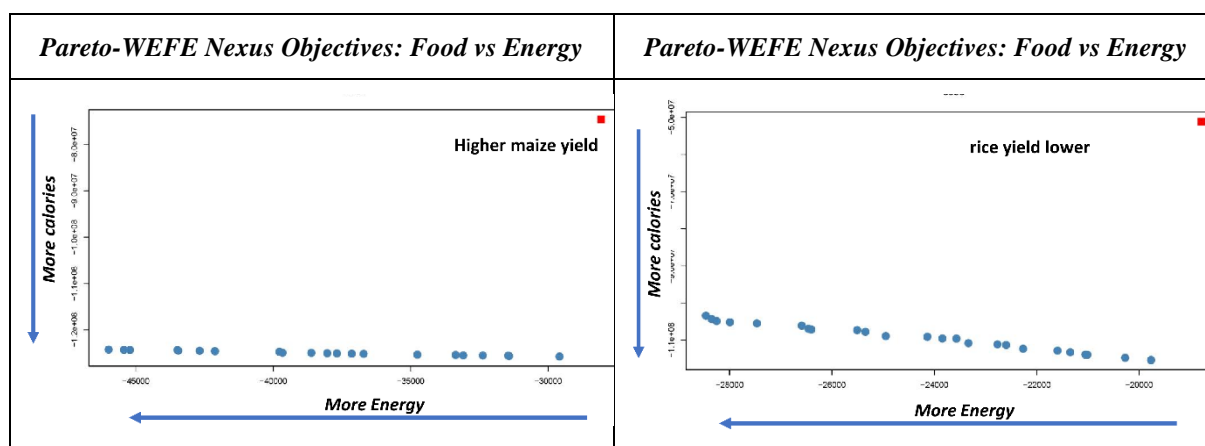 Pareto-WEFE Nexus Objectives: Food vs Energy
Higher maize yield
More calories
-8.0e+07
-9.0e+07
-1.0e+08
-1.1e+08
-1.2e+08
-45000 -40000 -35000 -30000
More Energy
Pareto-WEFE Nexus Objectives: Food vs Energy
rice yield lower
More calories
-5.0e+07
-1.1e+08
-28000 -26000 -24000 -22000 -20000
More Energy